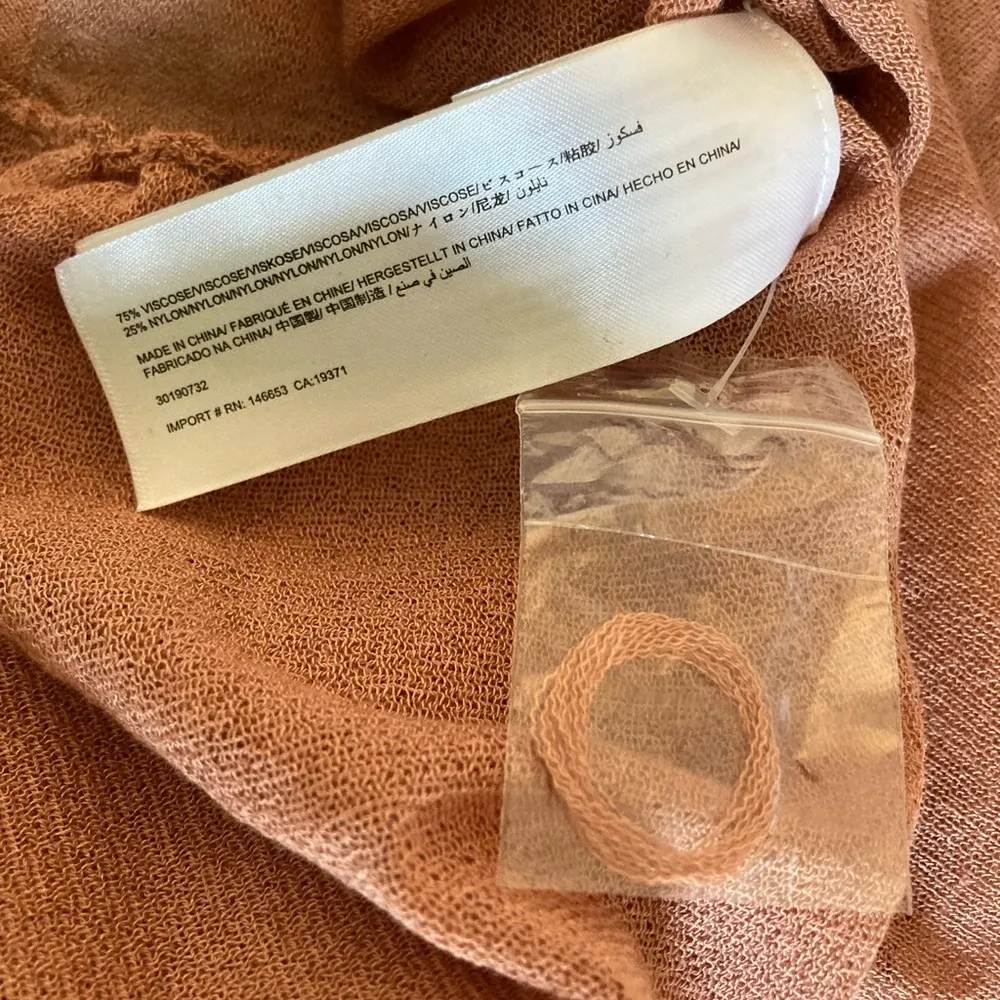 75% VISCOSE/VISCOSE/VISKOSE/VISCOSA/VISCOSA/VISCOSE/ビスコース/粘胶/ فسكوز
25% NYLON/NYLON/NYLON/NYLON/NYLON/NYLON/ナイロン/尼龙/ نايلون
MADE IN CHINA/ FABRIQUÉ EN CHINE/ HERGESTELLT IN CHINA/ FATTO IN CINA/ HECHO EN CHINA/
FABRICADO NA CHINA/ 中国製/ 中国制造 / الصين في صنع
30190732
IMPORT # RN: 146653 CA:19371